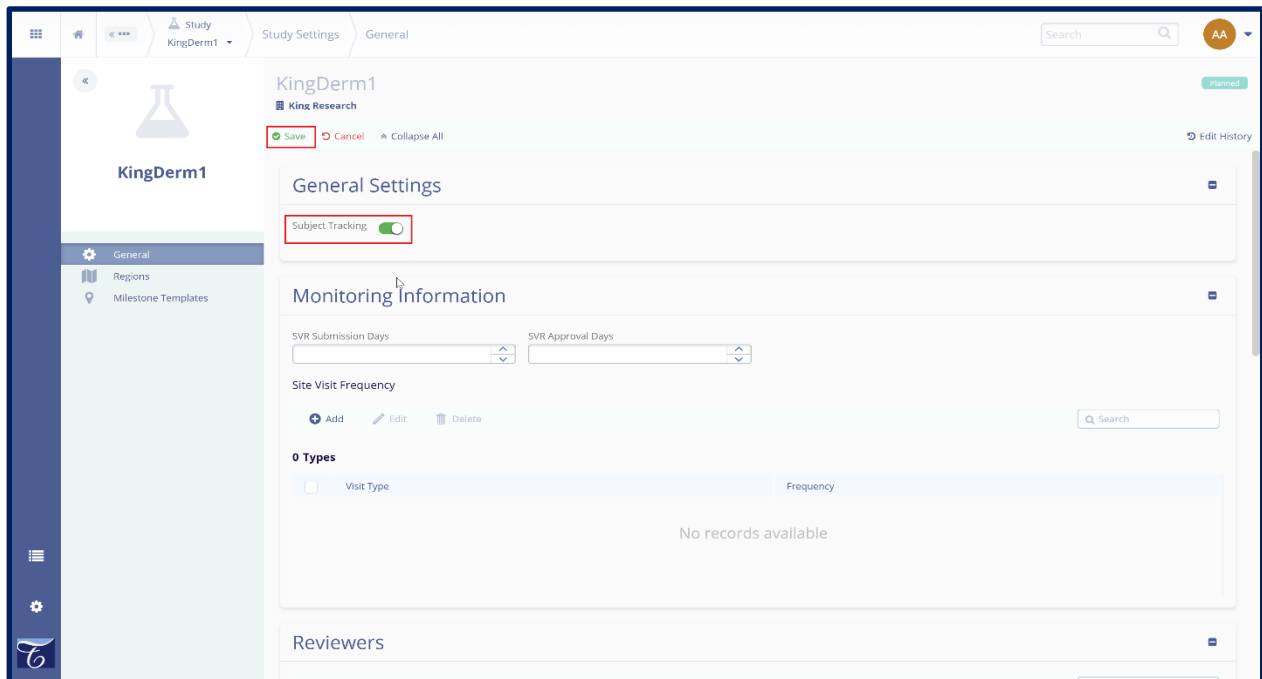 Study
KingDerm1
Study Settings
General
Search
AA
KingDerm1
King Research
Planned
Save
Cancel
Collapse All
Edit History
KingDerm1
General Settings
Subject Tracking
General
Regions
Milestone Templates
Monitoring Information
SVR Submission Days
SVR Approval Days
Site Visit Frequency
Add
Edit
Delete
Search
0 Types
Visit Type
Frequency
No records available
Reviewers